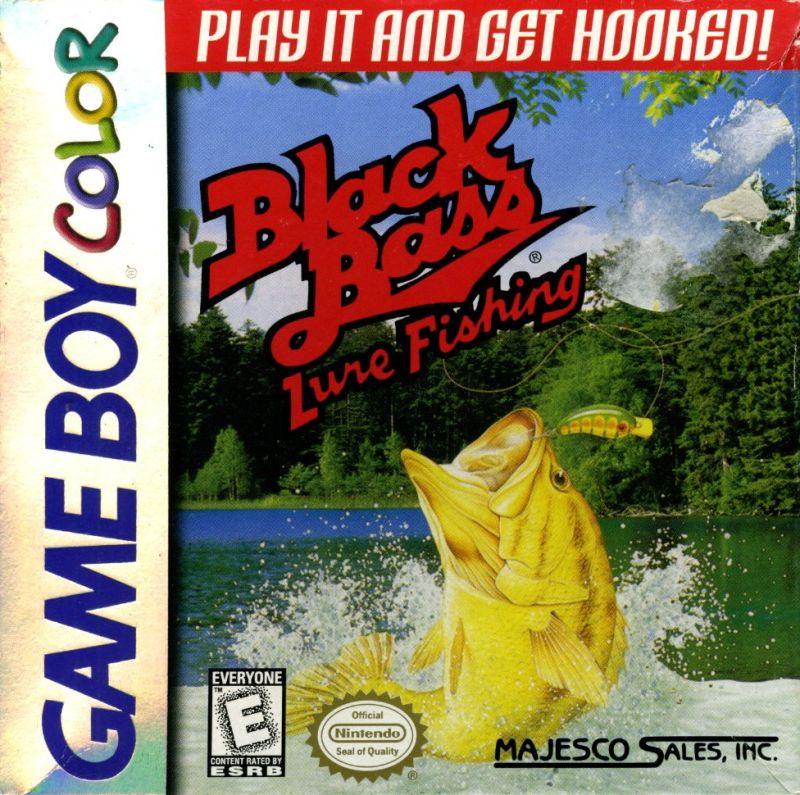 PLAY IT AND GET HOOKED!
GAME BOY COLOR
Black
Bass®
Lure Fishing
EVERYONE
TM
E
CONTENT RATED BY
ESRB
Official
Nintendo
Seal of Quality
®
MAJESCO SALES, INC.